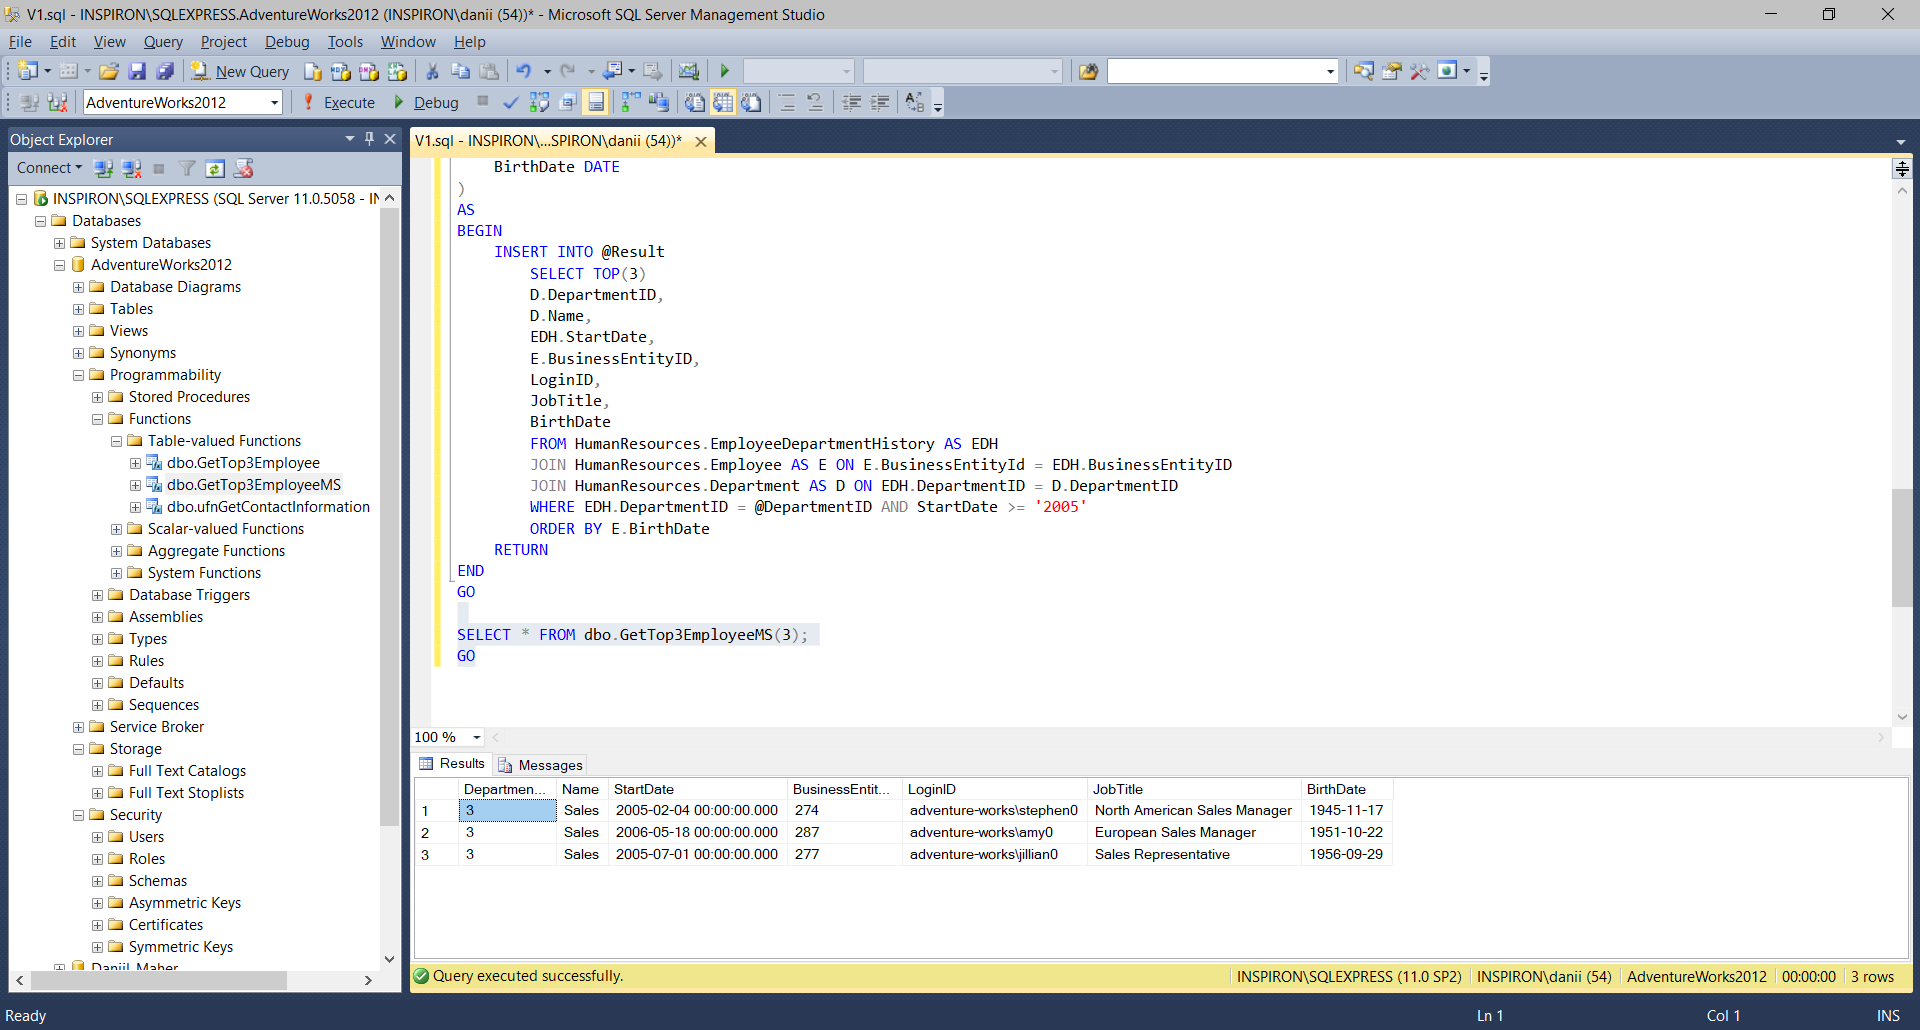 V1.sql - INSPIRON\SQLEXPRESS.AdventureWorks2012 (INSPIRON\danii (54))* - Microsoft SQL Server Management Studio
File Edit View Query Project Debug Tools Window Help
New Query
AdventureWorks2012 Execute Debug
Object Explorer
Connect
INSPIRON\SQLEXPRESS (SQL Server 11.0.5058 - IN
Databases
System Databases
AdventureWorks2012
Database Diagrams
Tables
Views
Synonyms
Programmability
Stored Procedures
Functions
Table-valued Functions
dbo.GetTop3Employee
dbo.GetTop3EmployeeMS
dbo.ufnGetContactInformation
Scalar-valued Functions
Aggregate Functions
System Functions
Database Triggers
Assemblies
Types
Rules
Defaults
Sequences
Service Broker
Storage
Full Text Catalogs
Full Text Stoplists
Security
Users
Roles
Schemas
Asymmetric Keys
Certificates
Symmetric Keys
Daniil_Maher
V1.sql - INSPIRON\...SPIRON\danii (54))*
BirthDate DATE
)
AS
BEGIN
INSERT INTO @Result
SELECT TOP(3)
D.DepartmentID,
D.Name,
EDH.StartDate,
E.BusinessEntityID,
LoginID,
JobTitle,
BirthDate
FROM HumanResources.EmployeeDepartmentHistory AS EDH
JOIN HumanResources.Employee AS E ON E.BusinessEntityId = EDH.BusinessEntityID
JOIN HumanResources.Department AS D ON EDH.DepartmentID = D.DepartmentID
WHERE EDH.DepartmentID = @DepartmentID AND StartDate >= '2005'
ORDER BY E.BirthDate
RETURN
END
GO
SELECT * FROM dbo.GetTop3EmployeeMS(3);
GO
100 %
Results Messages
Departmen... Name StartDate BusinessEntit... LoginID JobTitle BirthDate
1 3 Sales 2005-02-04 00:00:00.000 274 adventure-works\stephen0 North American Sales Manager 1945-11-17
2 3 Sales 2006-05-18 00:00:00.000 287 adventure-works\amy0 European Sales Manager 1951-10-22
3 3 Sales 2005-07-01 00:00:00.000 277 adventure-works\jillian0 Sales Representative 1956-09-29
Query executed successfully. INSPIRON\SQLEXPRESS (11.0 SP2) INSPIRON\danii (54) AdventureWorks2012 00:00:00 3 rows
Ready Ln 1 Col 1 INS